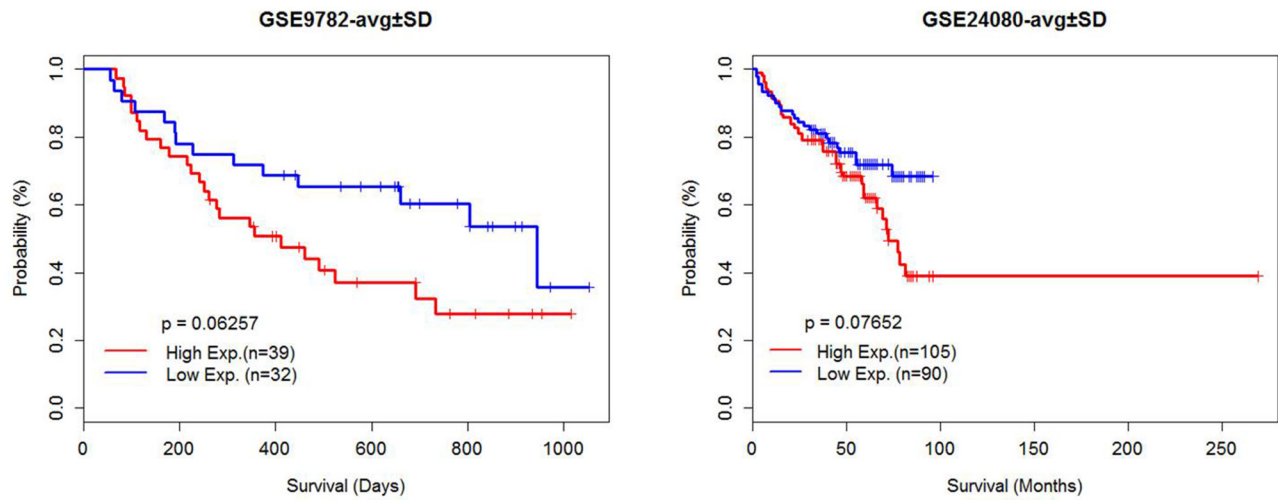 GSE9782-avg±SD
Probability (%)
1.0
0.8
0.6
0.4
0.2
0.0
p = 0.06257
High Exp.(n=39)
Low Exp. (n=32)
0 200 400 600 800 1000
Survival (Days)
GSE24080-avg±SD
Probability (%)
1.0
0.8
0.6
0.4
0.2
0.0
p = 0.07652
High Exp.(n=105)
Low Exp. (n=90)
0 50 100 150 200 250
Survival (Months)